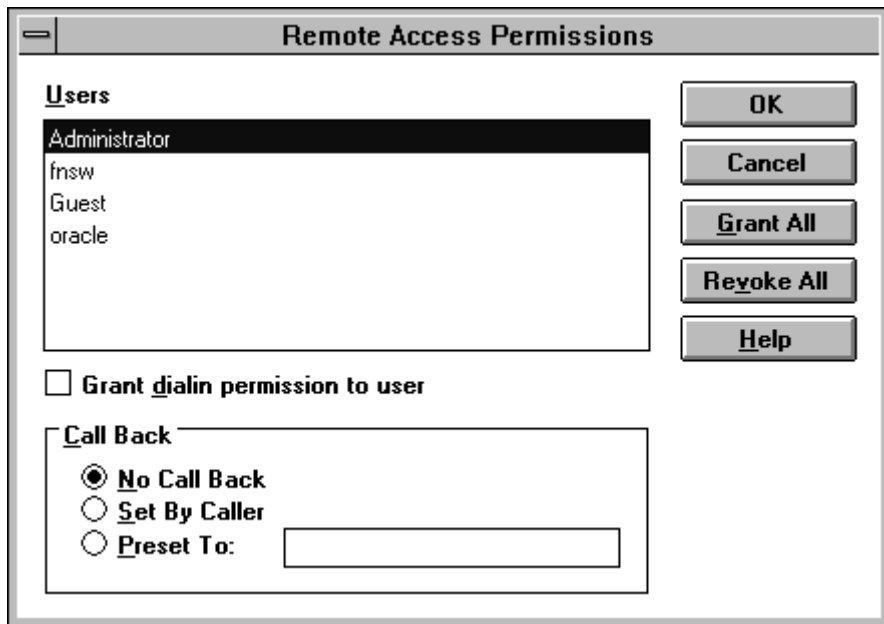 Remote Access Permissions
Users
Administrator
fnsw
Guest
oracle
OK
Cancel
Grant All
Revoke All
Help
Grant dialin permission to user
Call Back
No Call Back
Set By Caller
Preset To: